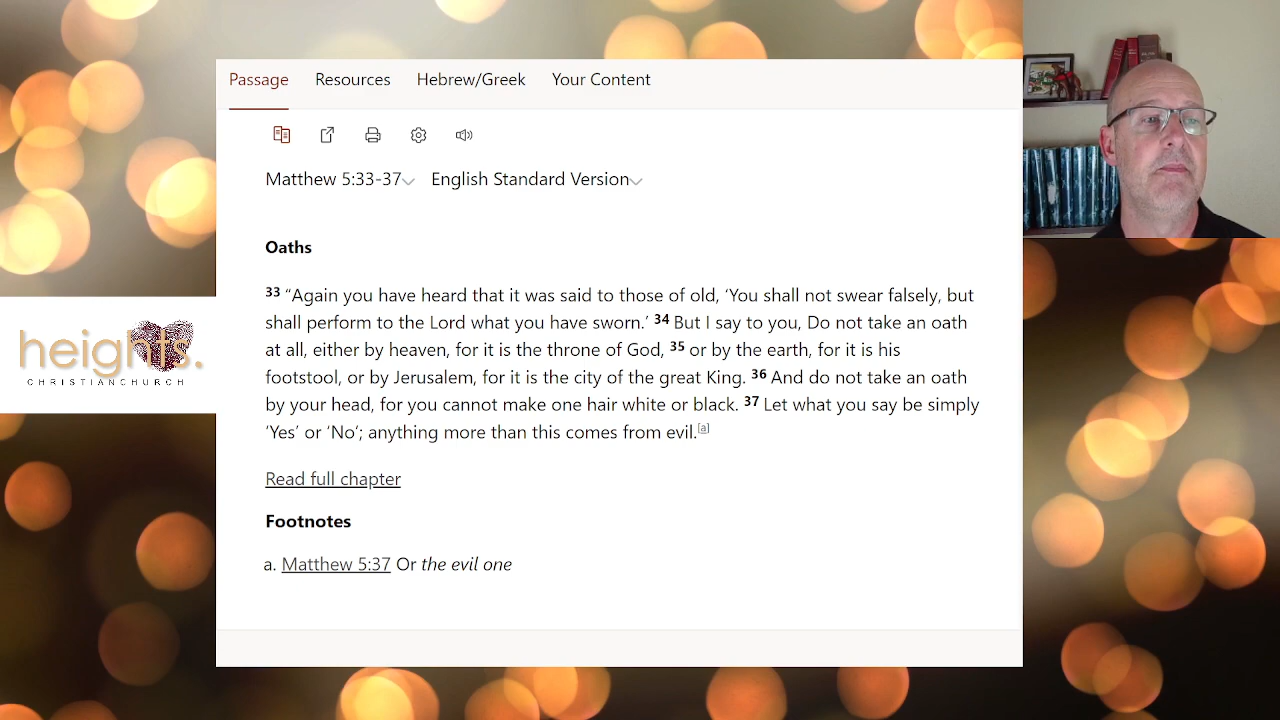 Passage Resources Hebrew/Greek Your Content
Matthew 5:33-37 English Standard Version
Oaths
33 “Again you have heard that it was said to those of old, ‘You shall not swear falsely, but
shall perform to the Lord what you have sworn.’ 34 But I say to you, Do not take an oath
at all, either by heaven, for it is the throne of God, 35 or by the earth, for it is his
footstool, or by Jerusalem, for it is the city of the great King. 36 And do not take an oath
by your head, for you cannot make one hair white or black. 37 Let what you say be simply
‘Yes’ or ‘No’; anything more than this comes from evil.[a]
Read full chapter
Footnotes
a. Matthew 5:37 Or the evil one
heights.
CHRISTIANCHURCH